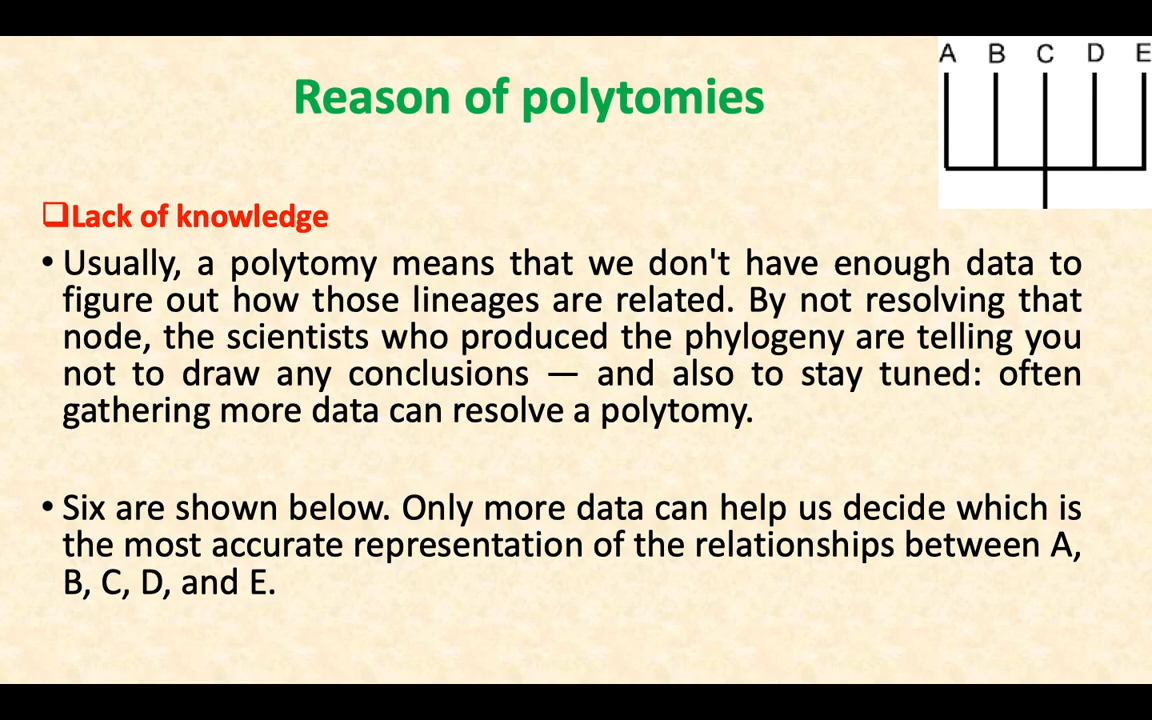 A B C D E
Reason of polytomies
❑Lack of knowledge
• Usually, a polytomy means that we don't have enough data to
figure out how those lineages are related. By not resolving that
node, the scientists who produced the phylogeny are telling you
not to draw any conclusions — and also to stay tuned: often
gathering more data can resolve a polytomy.
• Six are shown below. Only more data can help us decide which is
the most accurate representation of the relationships between A,
B, C, D, and E.